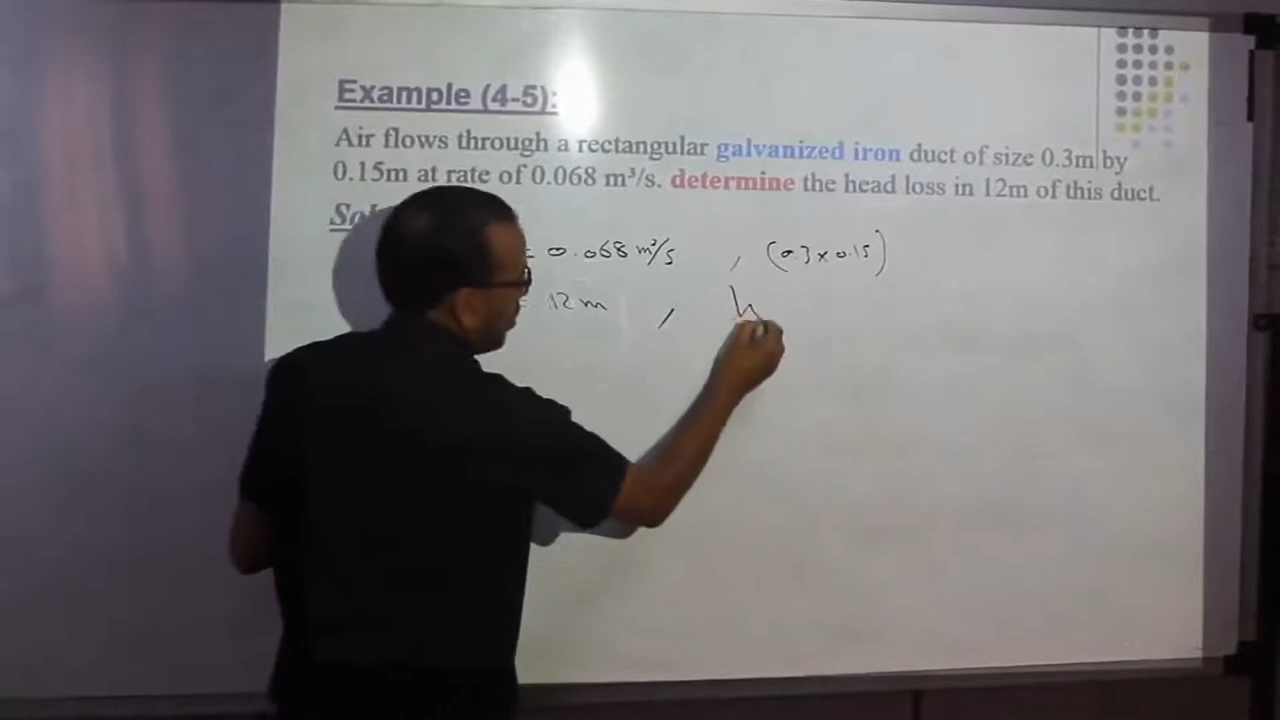 Example (4-5):
Air flows through a rectangular galvanized iron duct of size 0.3m by
0.15m at rate of 0.068 m³/s. determine the head loss in 12m of this duct.
= 0.068 m³/s , (0.3 x 0.15)
= 12 m , h